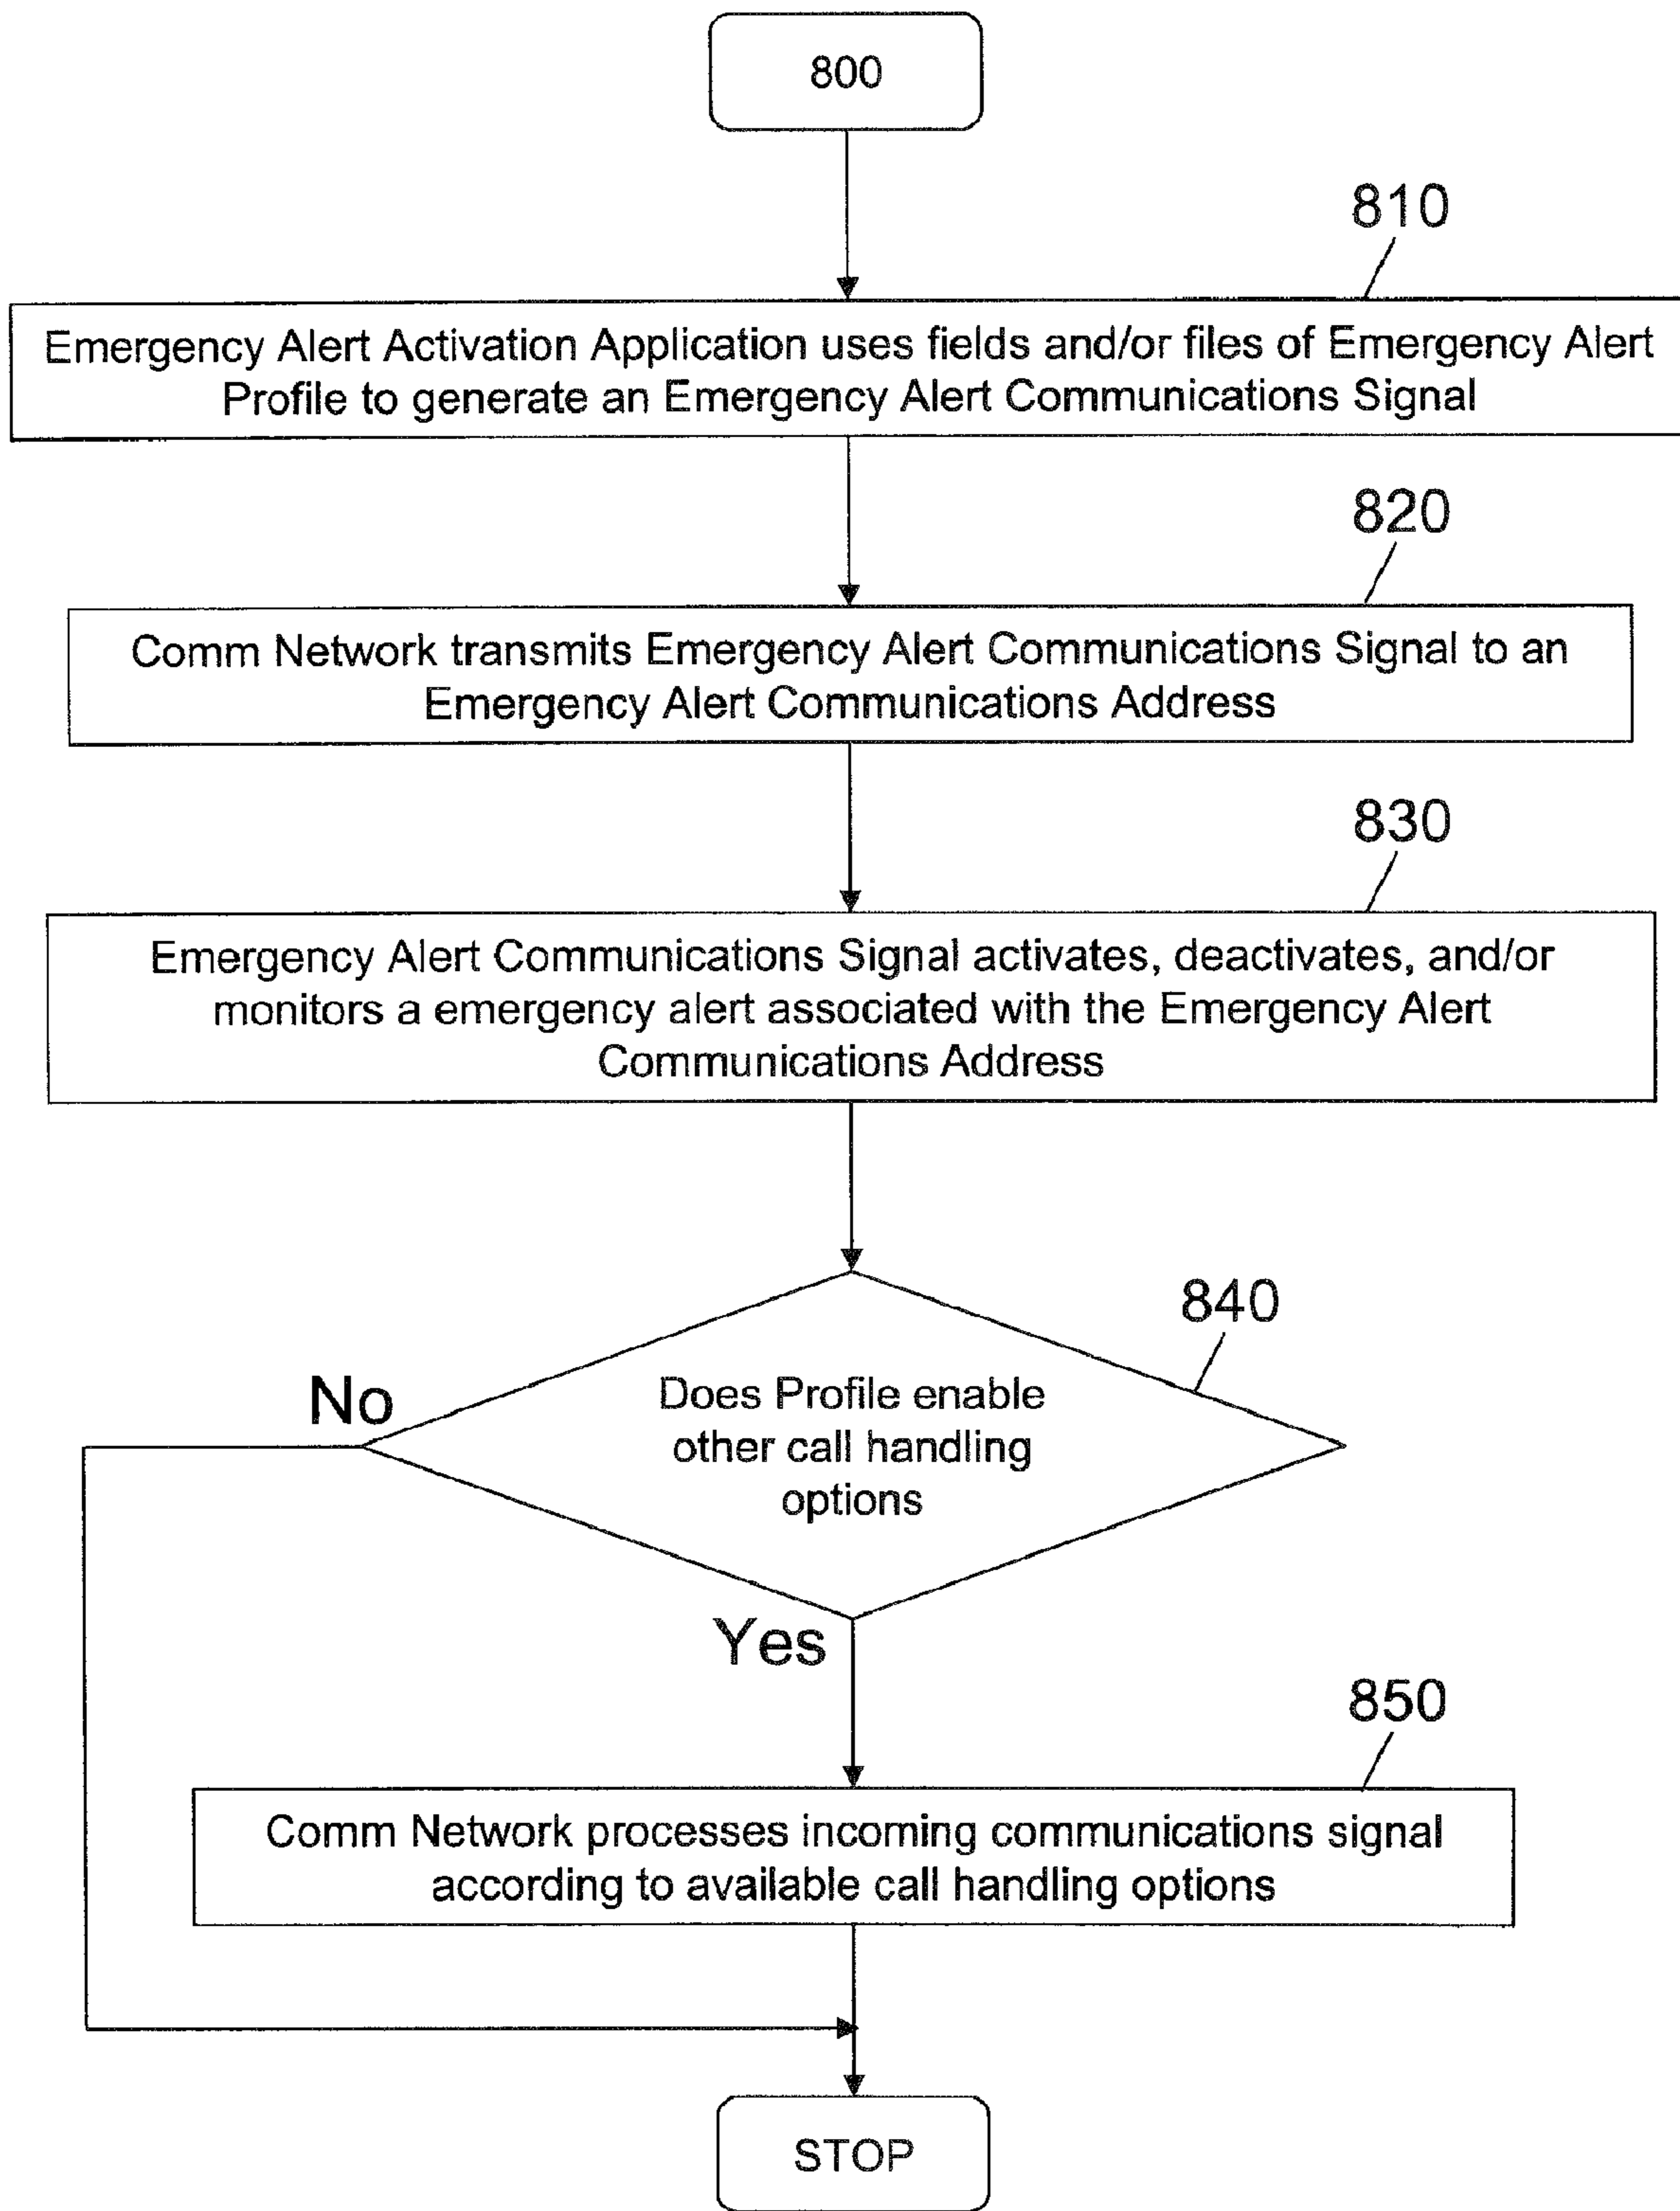 800
810
Emergency Alert Activation Application uses fields and/or files of Emergency Alert
Profile to generate an Emergency Alert Communications Signal
820
Comm Network transmits Emergency Alert Communications Signal to an
Emergency Alert Communications Address
830
Emergency Alert Communications Signal activates, deactivates, and/or
monitors a emergency alert associated with the Emergency Alert
Communications Address
840
No
Does Profile enable
other call handling
options
Yes
850
Comm Network processes incoming communications signal
according to available call handling options
STOP